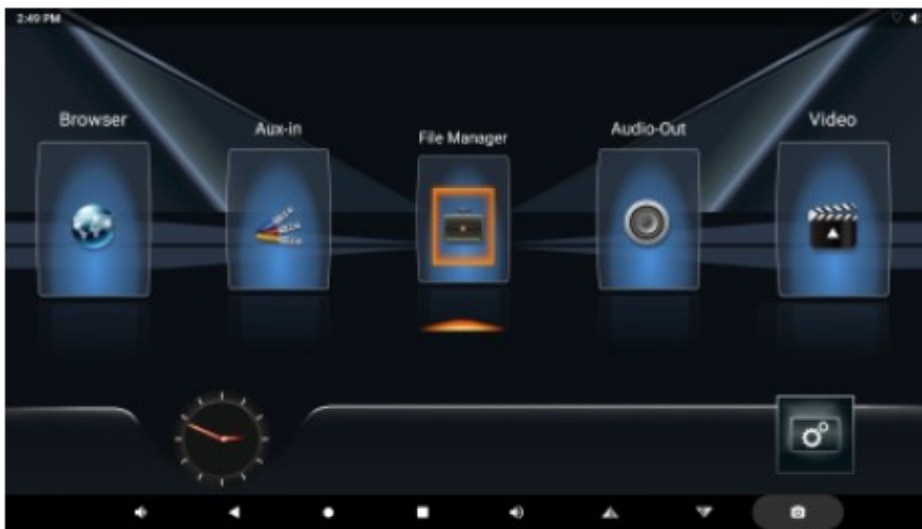 2:49 PM
Browser
Aux-in
File Manager
Audio-Out
Video